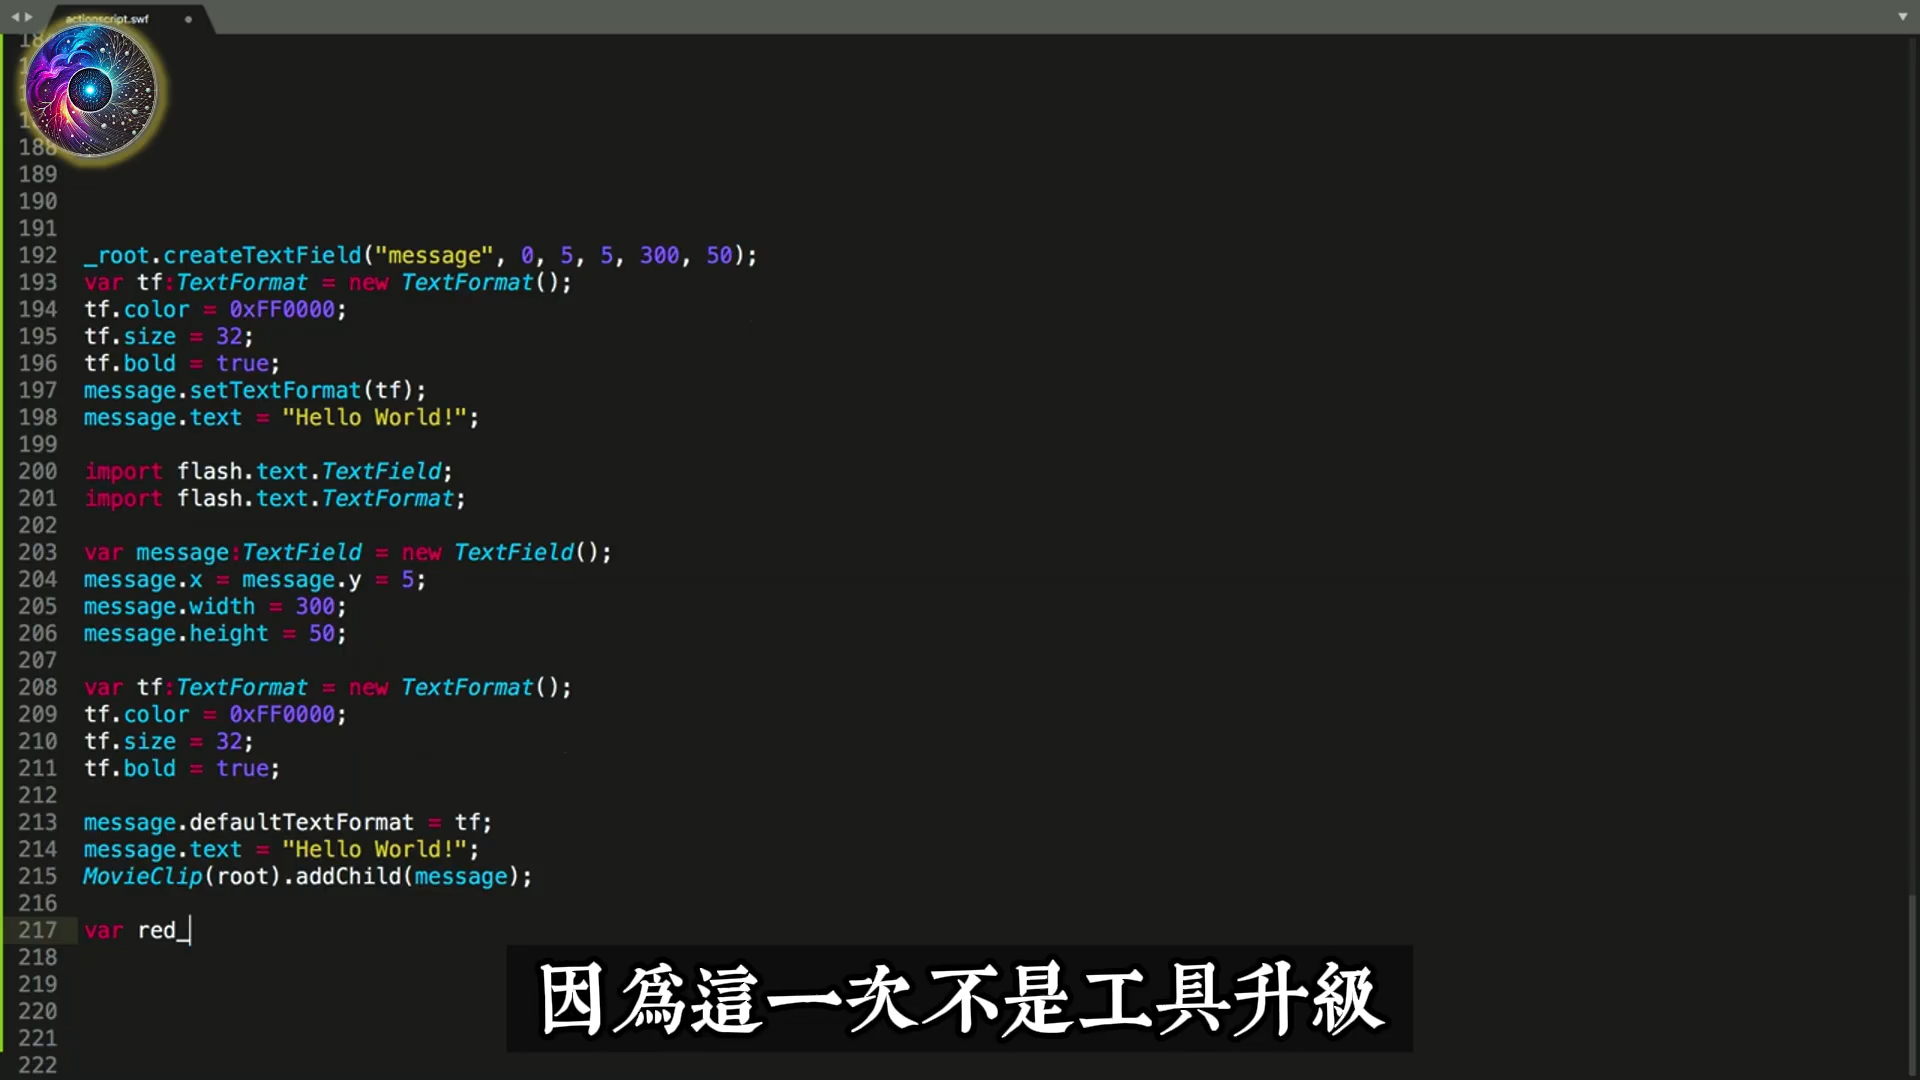 actionscript.swf
188
189
190
191
192 _root.createTextField("message", 0, 5, 5, 300, 50);
193 var tf:TextFormat = new TextFormat();
194 tf.color = 0xFF0000;
195 tf.size = 32;
196 tf.bold = true;
197 message.setTextFormat(tf);
198 message.text = "Hello World!";
199
200 import flash.text.TextField;
201 import flash.text.TextFormat;
202
203 var message:TextField = new TextField();
204 message.x = message.y = 5;
205 message.width = 300;
206 message.height = 50;
207
208 var tf:TextFormat = new TextFormat();
209 tf.color = 0xFF0000;
210 tf.size = 32;
211 tf.bold = true;
212
213 message.defaultTextFormat = tf;
214 message.text = "Hello World!";
215 MovieClip(root).addChild(message);
216
217 var red_
218
219
220
221
222
因爲這一次不是工具升級